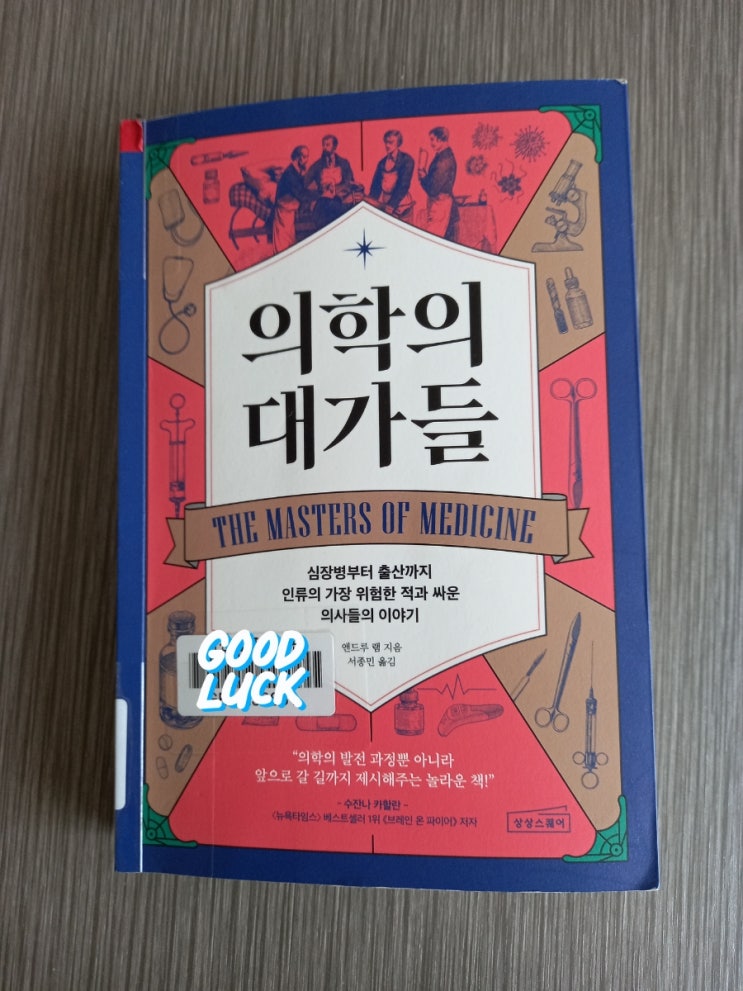 의학의
대가들
THE MASTERS OF MEDICINE
심장병부터 출산까지
인류의 가장 위험한 적과 싸운
의사들의 이야기
앤드루 램 지음
서종민 옮김
GOOD
LUCK
“의학의 발전 과정뿐 아니라
앞으로 갈 길까지 제시해주는 놀라운 책!”
- 수잔나 카할란 -
〈뉴욕타임스〉 베스트셀러 1위 《브레인 온 파이어》 저자
상상스퀘어